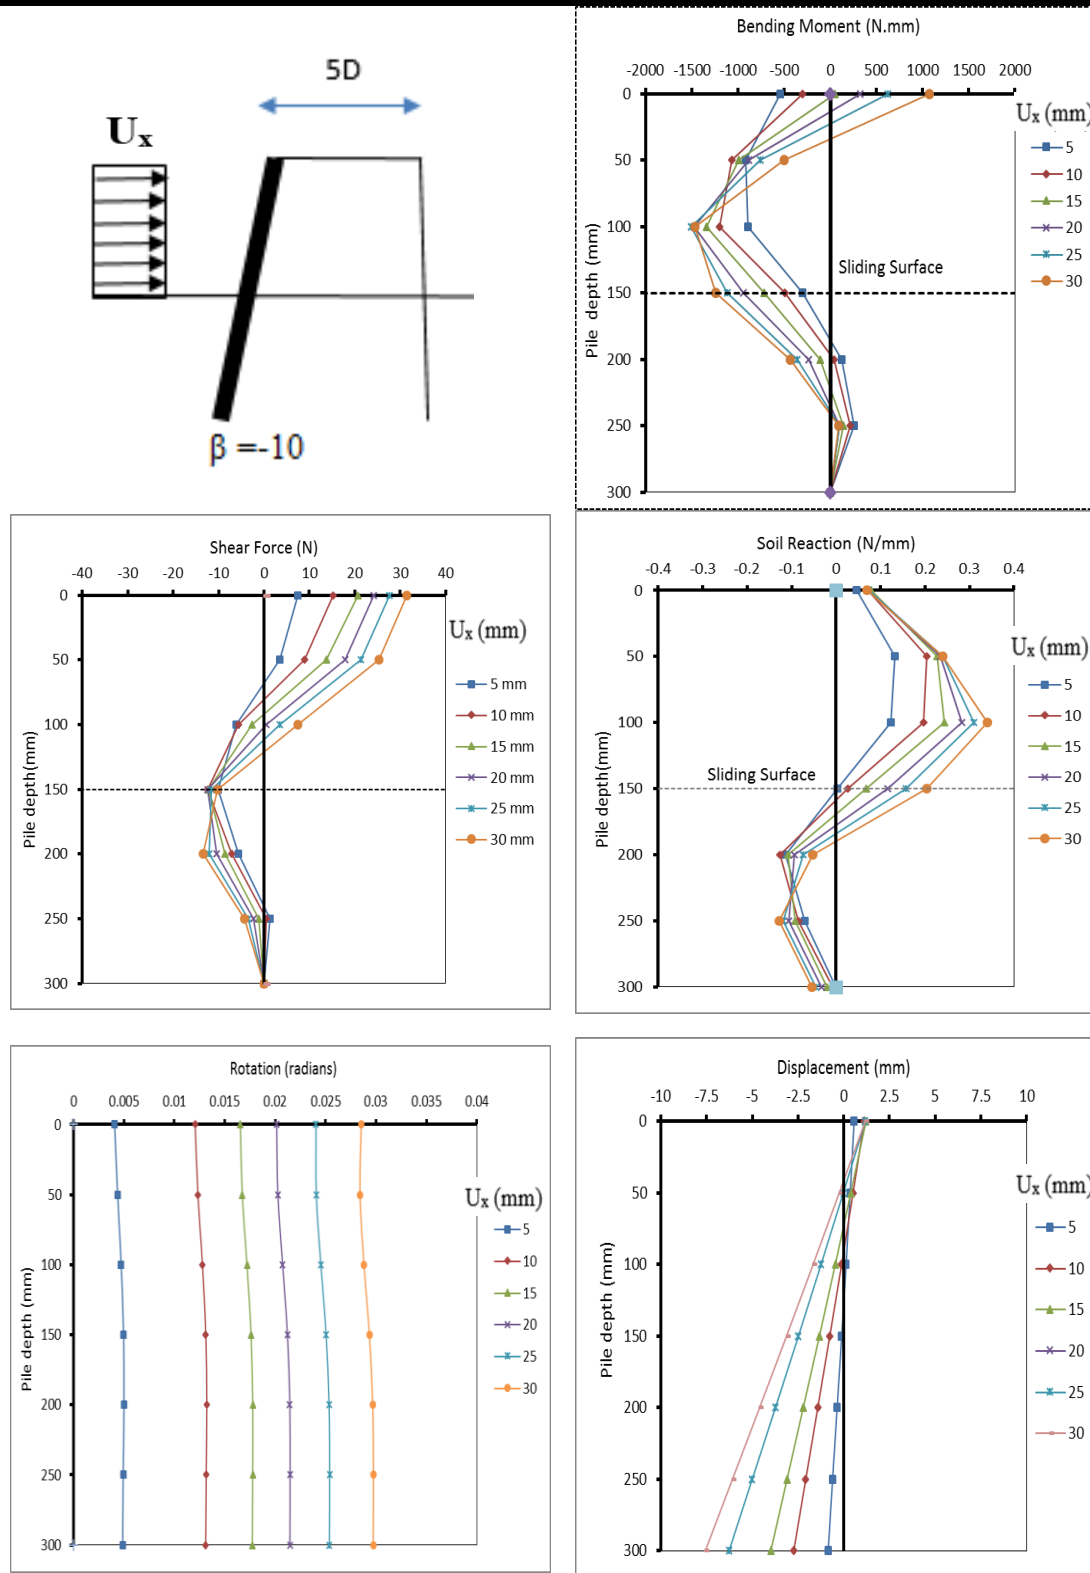 5D
Ux
β =-10
Bending Moment (N.mm)
-2000 -1500 -1000 -500 0 500 1000 1500 2000
0
50
100
150
200
250
300
Pile depth (mm)
Sliding Surface
Ux (mm)
5
10
15
20
25
30
Shear Force (N)
-40 -30 -20 -10 0 10 20 30 40
0
50
100
150
200
250
300
Pile depth(mm)
Ux (mm)
5 mm
10 mm
15 mm
20 mm
25 mm
30 mm
Soil Reaction (N/mm)
-0.4 -0.3 -0.2 -0.1 0 0.1 0.2 0.3 0.4
0
50
100
150
200
250
300
Pile depth(mm)
Sliding Surface
Ux (mm)
5
10
15
20
25
30
Rotation (radians)
0 0.005 0.01 0.015 0.02 0.025 0.03 0.035 0.04
0
50
100
150
200
250
300
Pile depth (mm)
Ux (mm)
5
10
15
20
25
30
Displacement (mm)
-10 -7.5 -5 -2.5 0 2.5 5 7.5 10
0
50
100
150
200
250
300
Pile depth (mm)
Ux (mm)
5
10
15
20
25
30